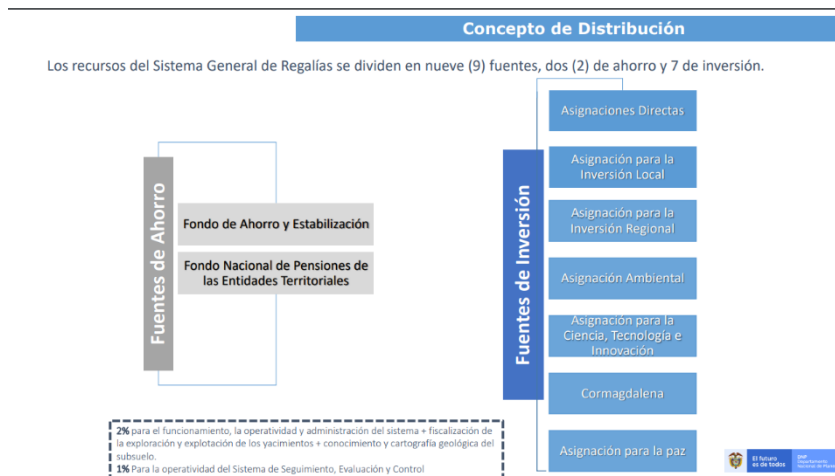 Concepto de Distribución
Los recursos del Sistema General de Regalías se dividen en nueve (9) fuentes, dos (2) de ahorro y 7 de inversión.
Fuentes de Ahorro
Fondo de Ahorro y Estabilización
Fondo Nacional de Pensiones de
las Entidades Territoriales
Fuentes de Inversión
Asignaciones Directas
Asignación para la
Inversión Local
Asignación para la
Inversión Regional
Asignación Ambiental
Asignación para la
Ciencia, Tecnología e
Innovación
Cormagdalena
Asignación para la paz
2% para el funcionamiento, la operatividad y administración del sistema + fiscalización de
la exploración y explotación de los yacimientos + conocimiento y cartografía geológica del
subsuelo.
1% Para la operatividad del Sistema de Seguimiento, Evaluación y Control
El futuro
es de todos
DNP
Departamento
Nacional de